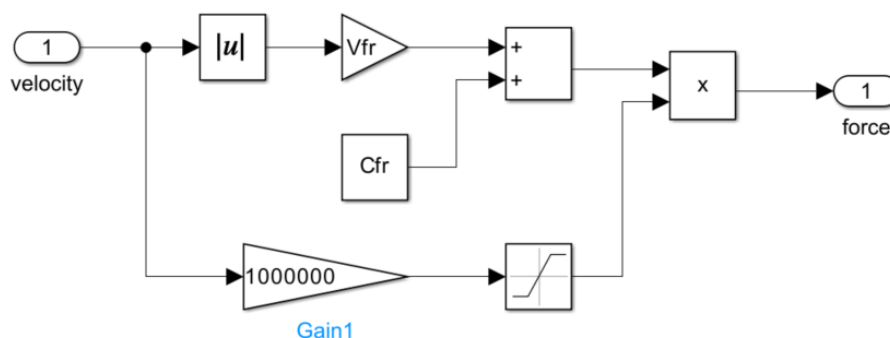 1
velocity
|u|
Vfr
+
+
Cfr
x
1
force
1000000
Gain1